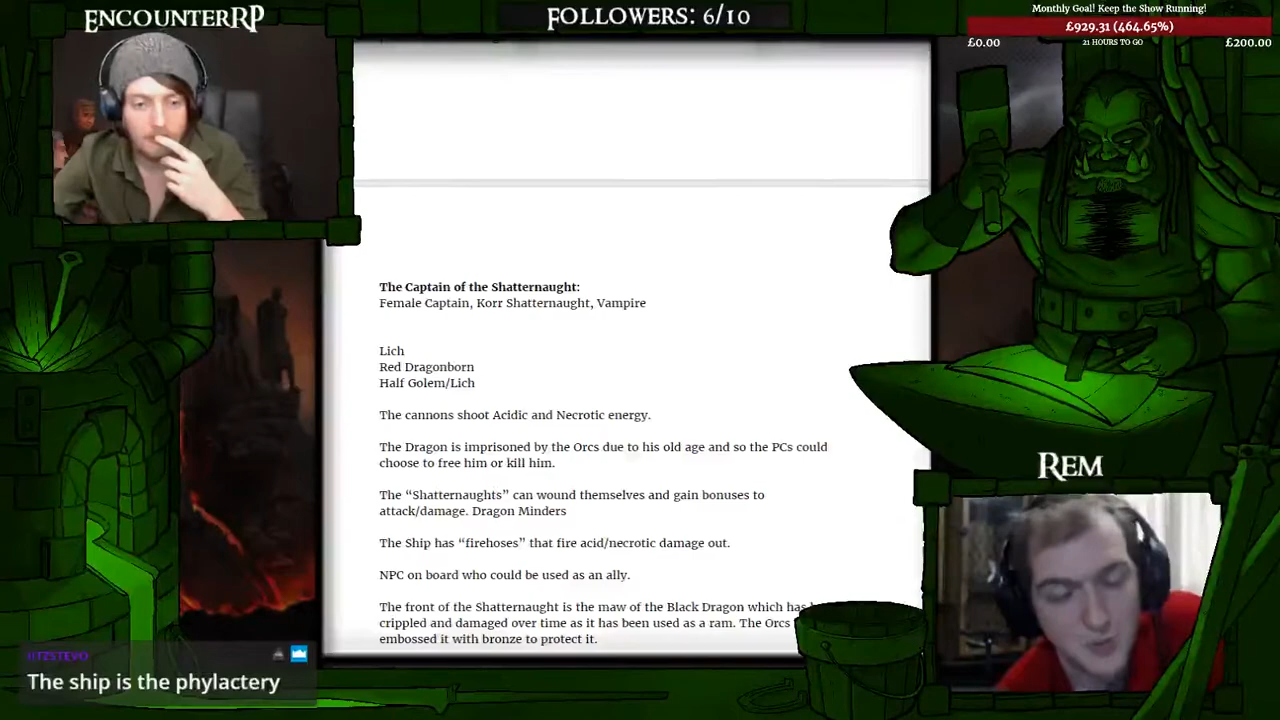 EncounterRP
Followers: 6/10
Monthly Goal! Keep the Show Running!
£929.31 (464.65%)
£0.00
21 HOURS TO GO
£200.00
The Captain of the Shatternaught:
Female Captain, Korr Shatternaught, Vampire
Lich
Red Dragonborn
Half Golem/Lich
The cannons shoot Acidic and Necrotic energy.
The Dragon is imprisoned by the Orcs due to his old age and so the PCs could
choose to free him or kill him.
The “Shatternaughts” can wound themselves and gain bonuses to
attack/damage. Dragon Minders
The Ship has “firehoses” that fire acid/necrotic damage out.
NPC on board who could be used as an ally.
The front of the Shatternaught is the maw of the Black Dragon which has
crippled and damaged over time as it has been used as a ram. The Orcs
embossed it with bronze to protect it.
Rem
The ship is the phylactery